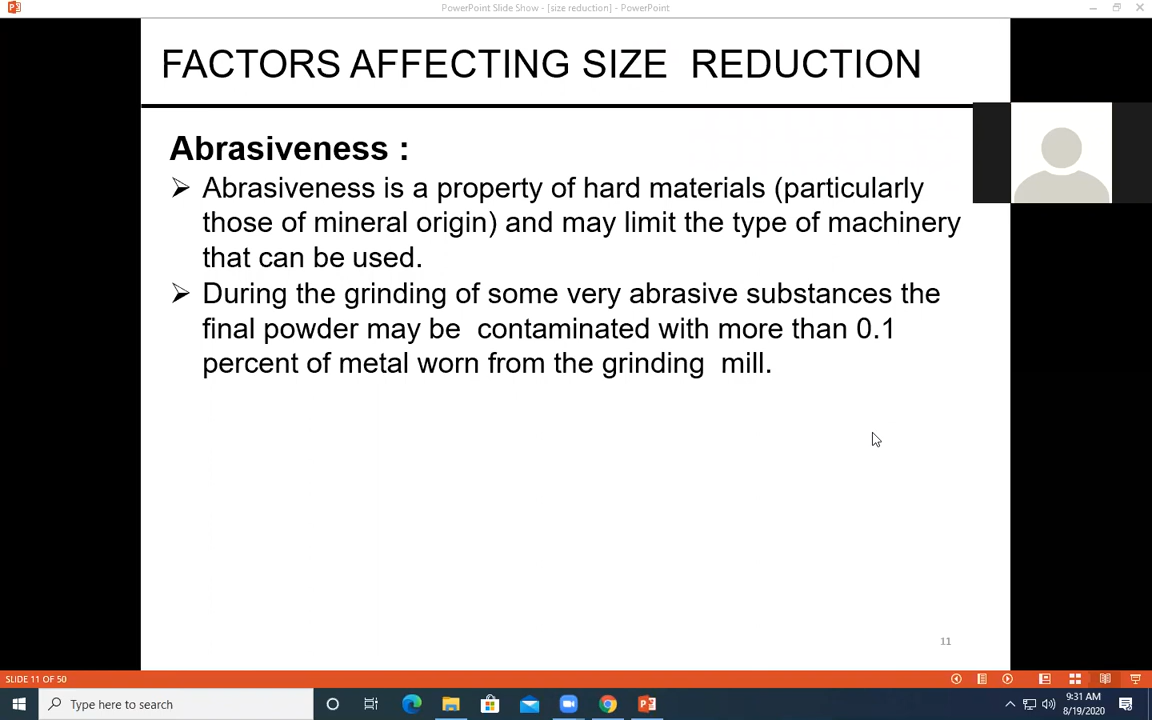 PowerPoint Slide Show - [size reduction] - PowerPoint
FACTORS AFFECTING SIZE  REDUCTION
Abrasiveness :
➢ Abrasiveness is a property of hard materials (particularly
those of mineral origin) and may limit the type of machinery
that can be used.
➢ During the grinding of some very abrasive substances the
final powder may be  contaminated with more than 0.1
percent of metal worn from the grinding  mill.
11
SLIDE 11 OF 50
Type here to search
9:31 AM
8/19/2020